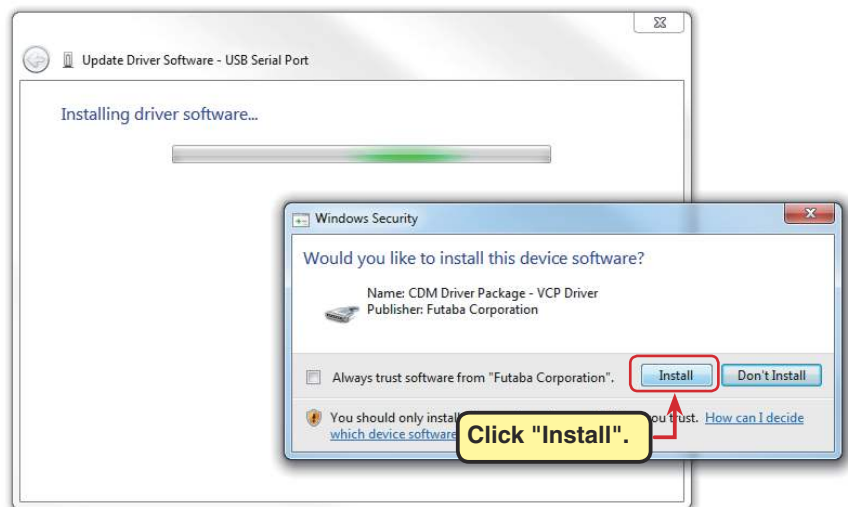 Update Driver Software - USB Serial Port
Installing driver software...
Windows Security
Would you like to install this device software?
Name: CDM Driver Package - VCP Driver
Publisher: Futaba Corporation
Always trust software from "Futaba Corporation".
Install
Don't Install
You should only instal
ou trust. How can I decide
which device software
Click "Install".